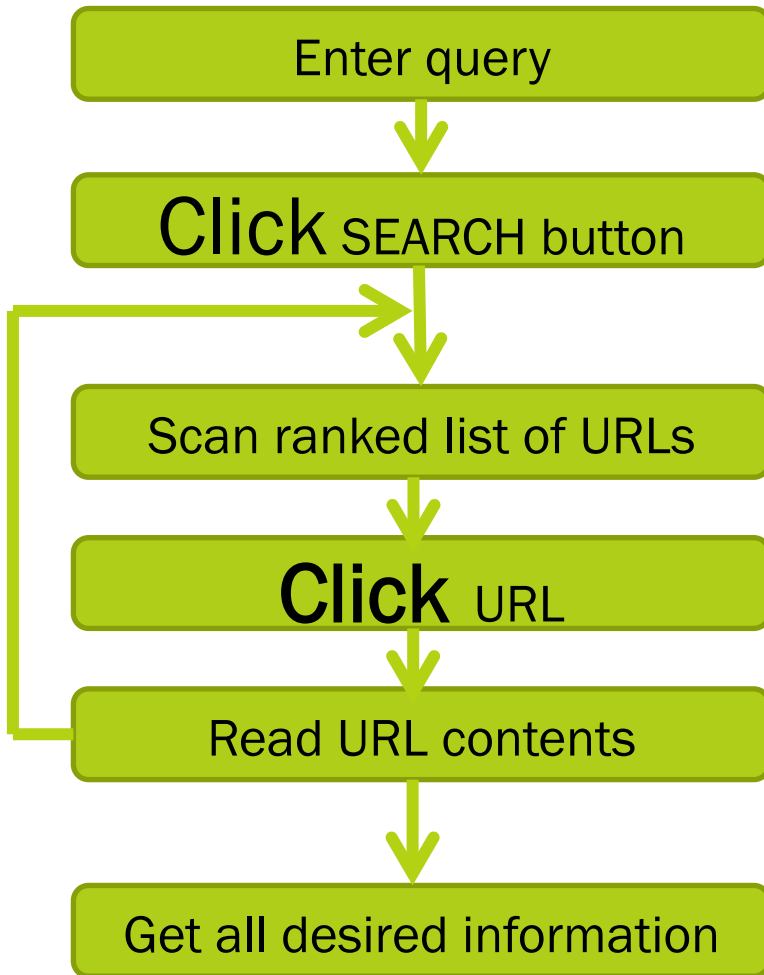 Enter query
Click SEARCH button
Scan ranked list of URLs
Click URL
Read URL contents
Get all desired information